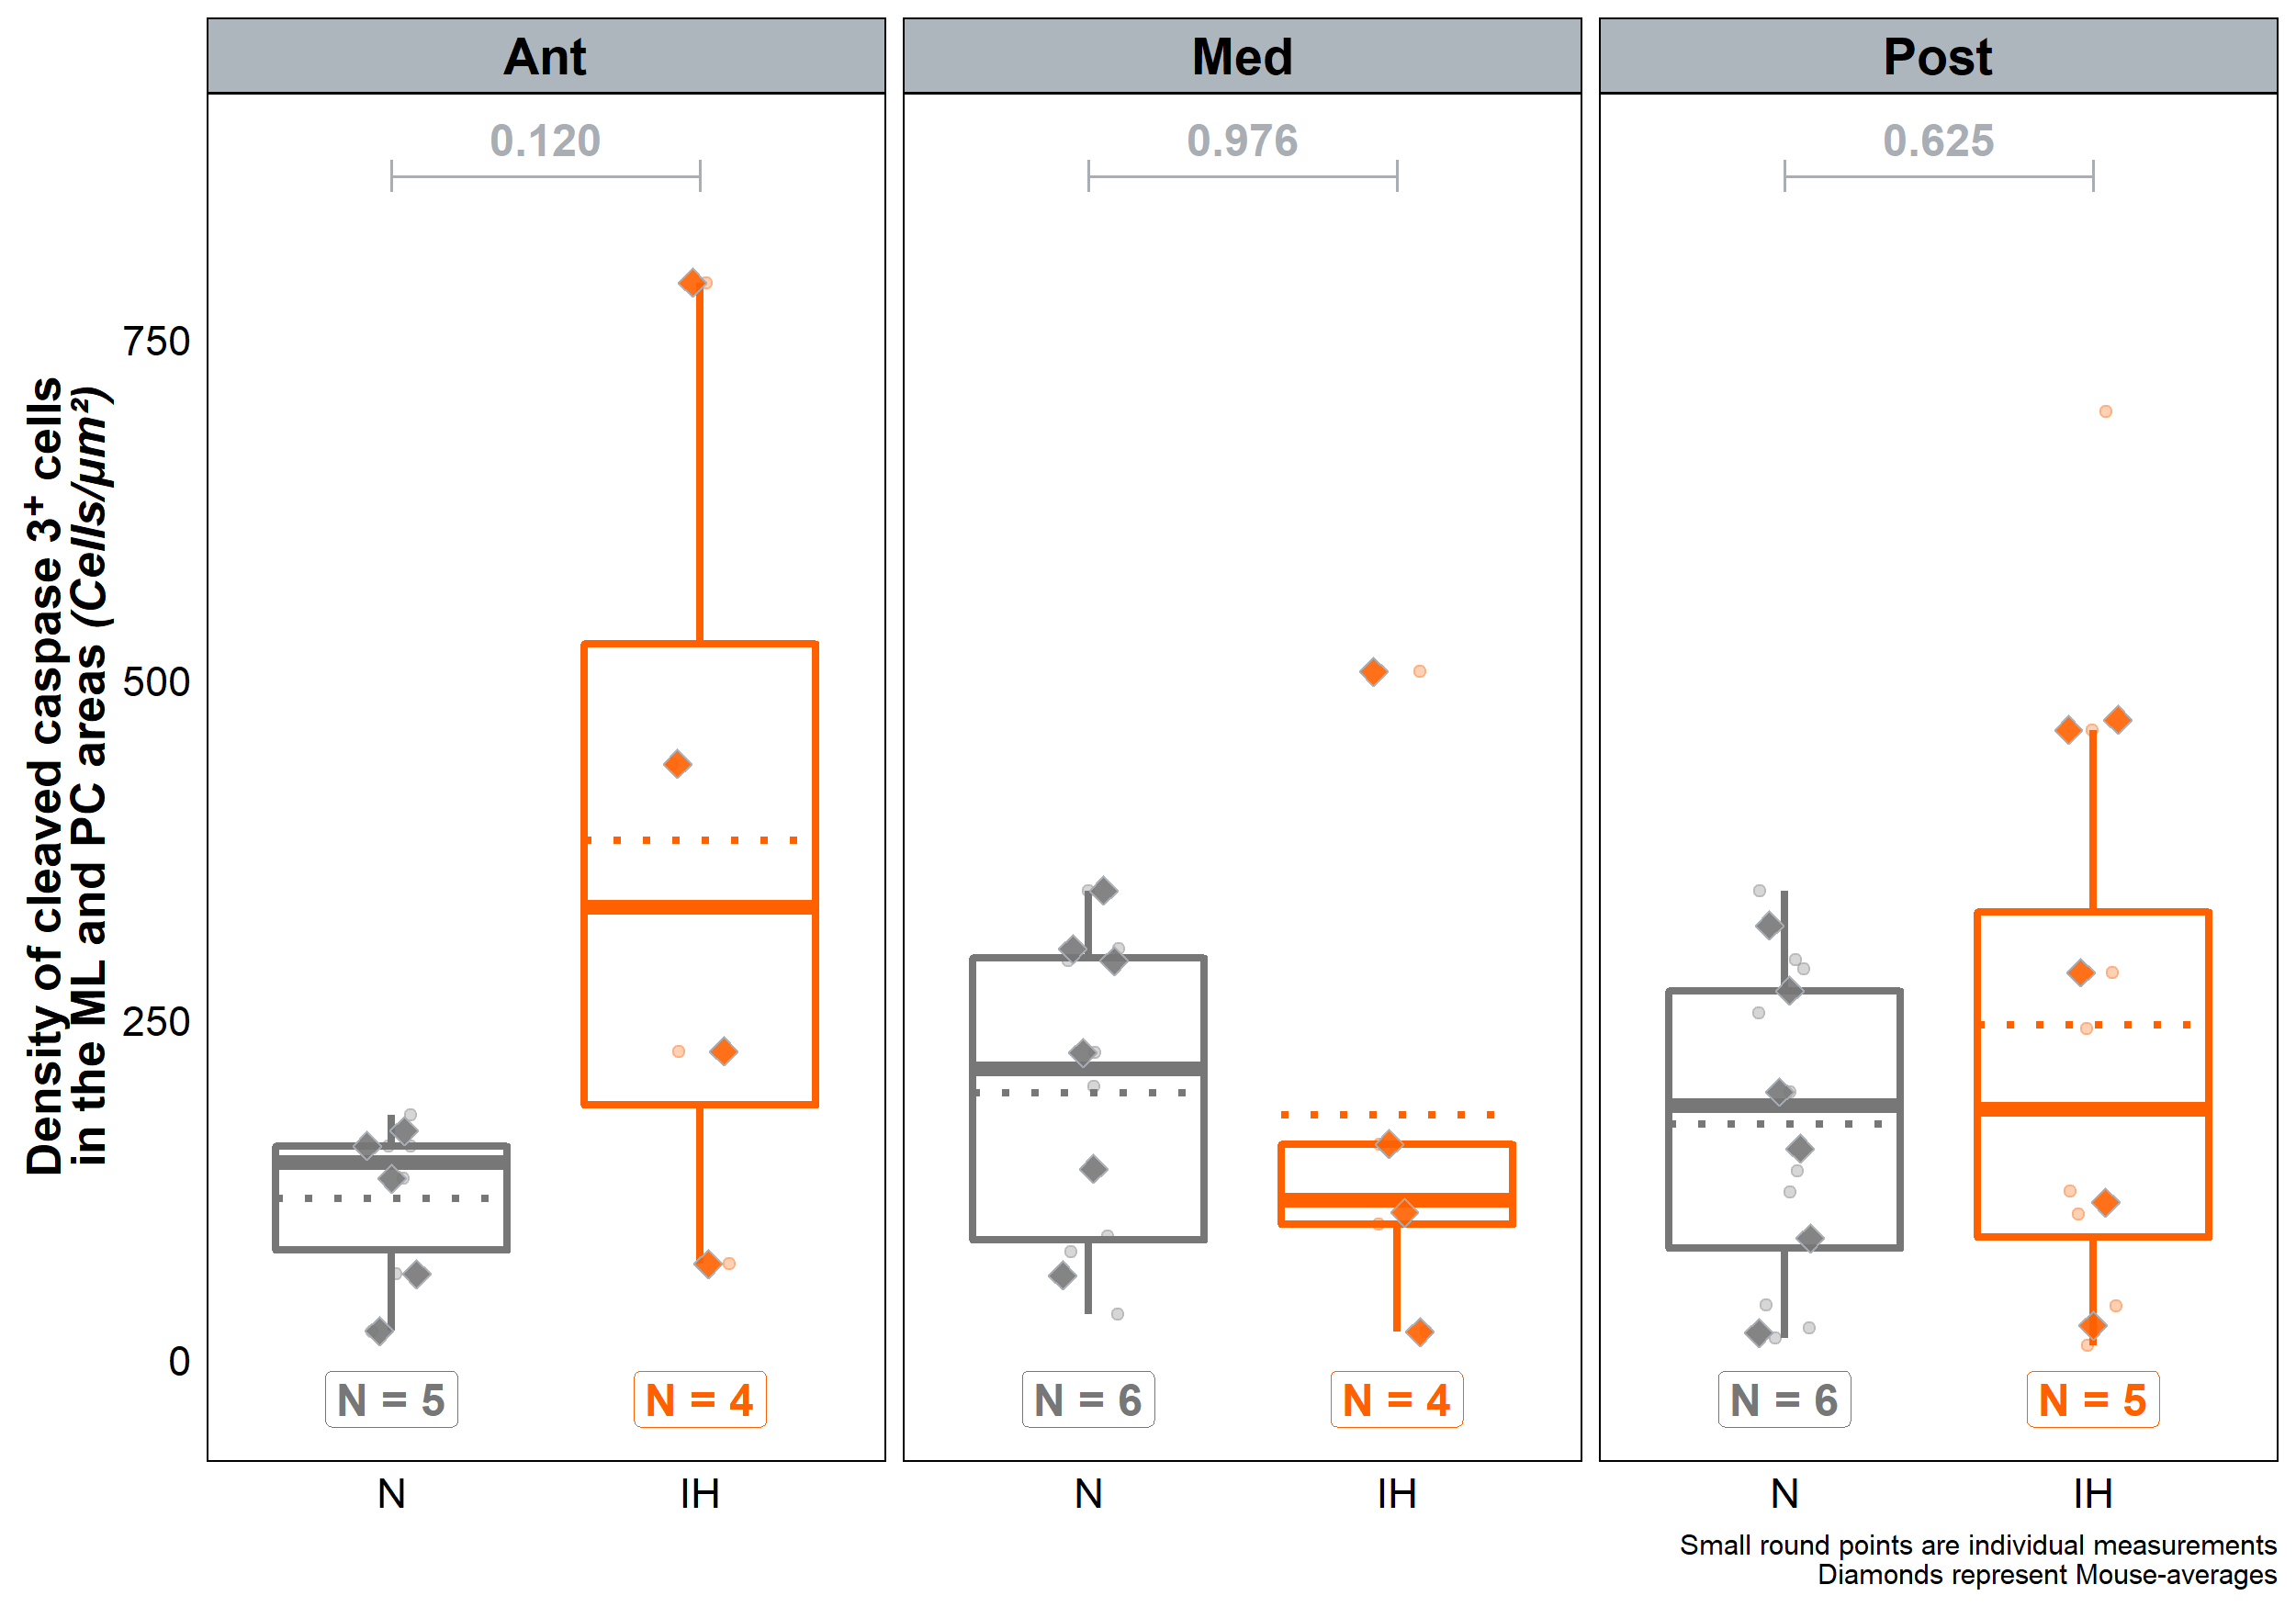 Ant
Med
Post
0.120
0.976
0.625
Density of cleaved caspase 3⁺ cells
in the ML and PC areas (Cells/μm²)
750
500
250
0
N = 5
N = 4
N = 6
N = 4
N = 6
N = 5
N
IH
N
IH
N
IH
Small round points are individual measurements
Diamonds represent Mouse-averages